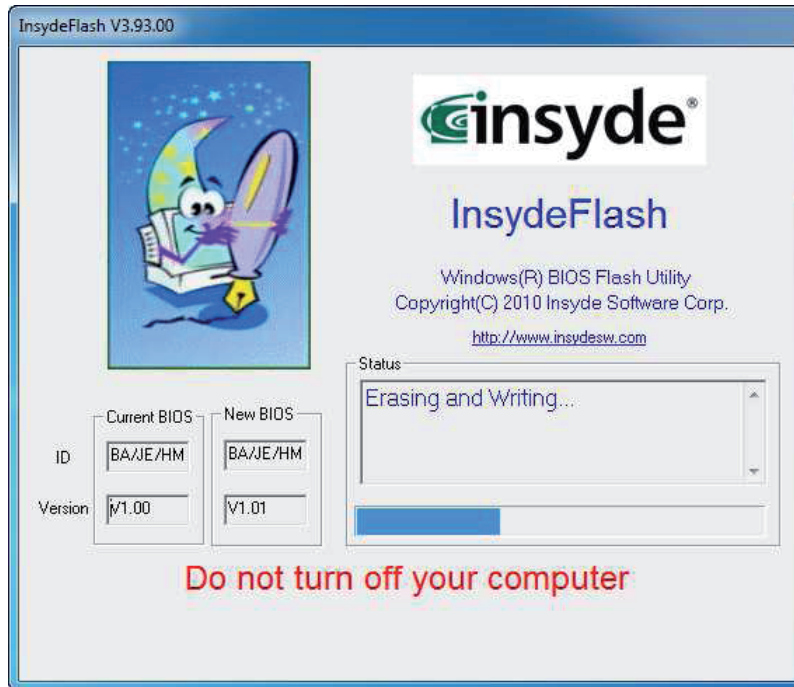 InsydeFlash V3.93.00
insyde®
InsydeFlash
Windows(R) BIOS Flash Utility
Copyright(C) 2010 Insyde Software Corp.
http://www.insydesw.com
Status
Erasing and Writing...
Current BIOS
New BIOS
ID
BA/JE/HM
BA/JE/HM
Version
V1.00
V1.01
Do not turn off your computer